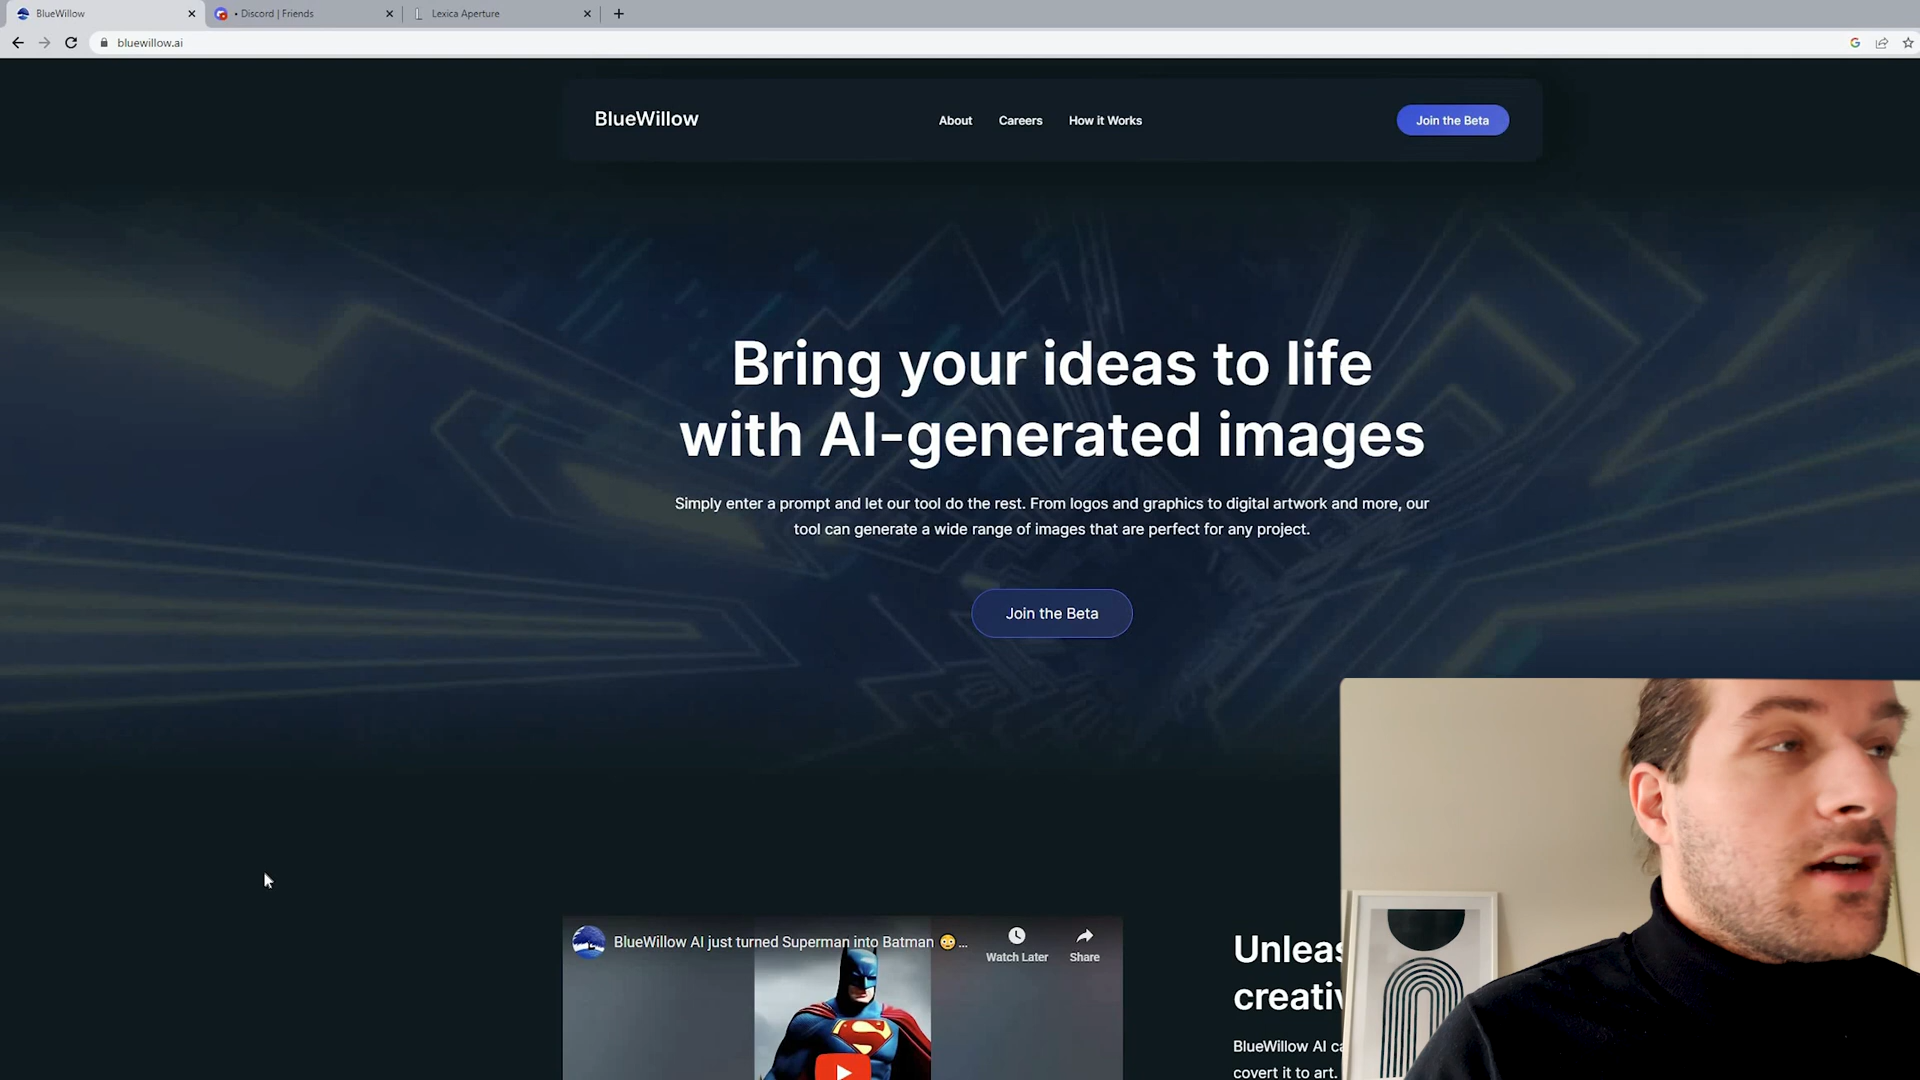 BlueWillow
• Discord | Friends
Lexica Aperture
bluewillow.ai
BlueWillow
About
Careers
How it Works
Join the Beta
Bring your ideas to life
with AI-generated images
Simply enter a prompt and let our tool do the rest. From logos and graphics to digital artwork and more, our
tool can generate a wide range of images that are perfect for any project.
Join the Beta
BlueWillow AI just turned Superman into Batman 😳...
Watch Later
Share
Unleas
creativ
BlueWillow AI ca
covert it to art.